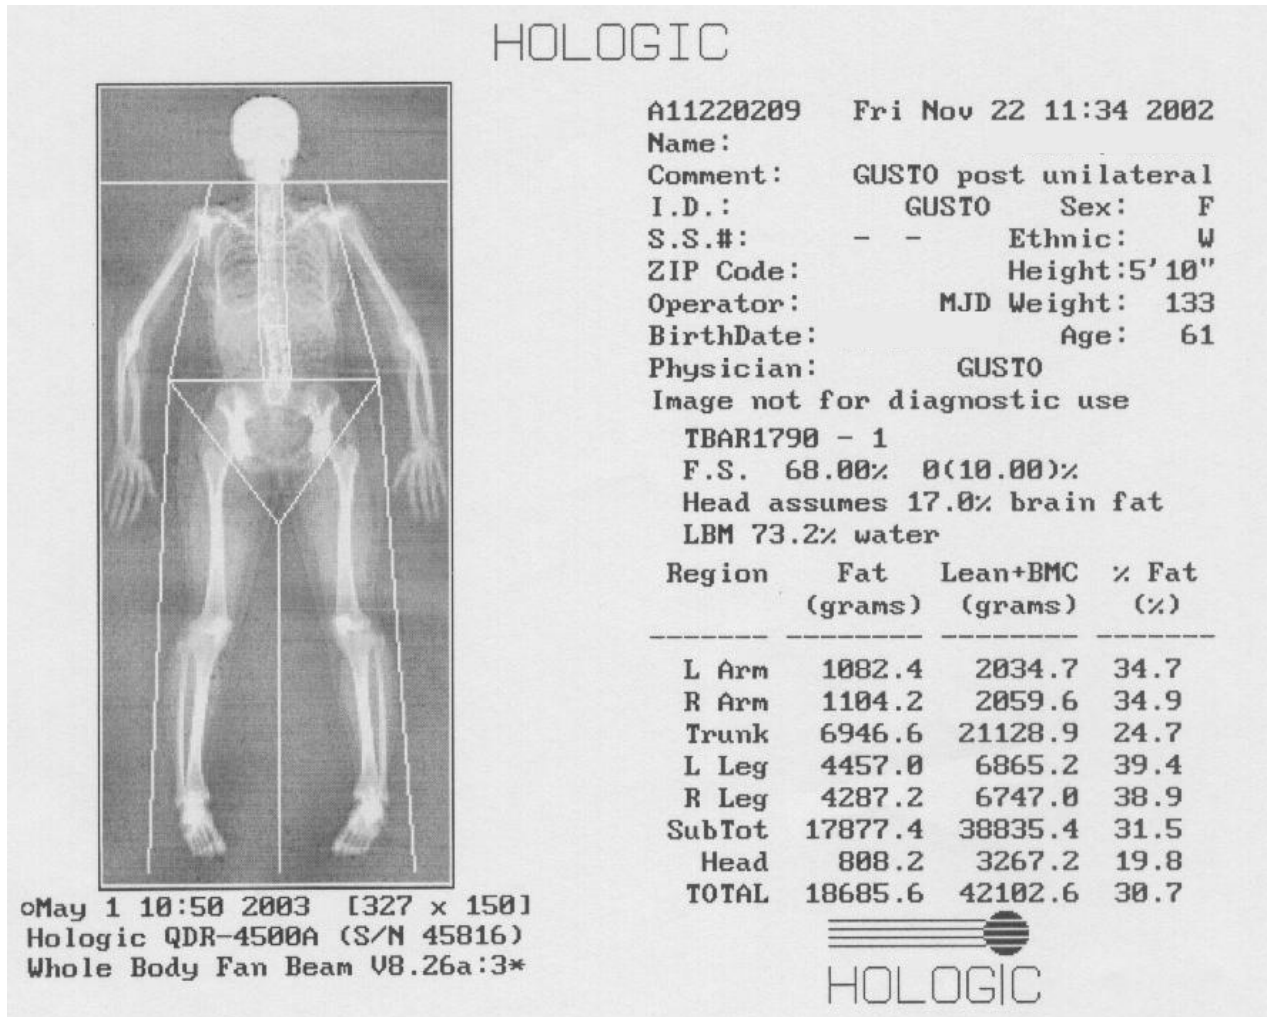 HOLOGIC
A11220209 Fri Nov 22 11:34 2002
Name:
Comment: GUSTO post unilateral
I.D.: GUSTO Sex: F
S.S.#: - - Ethnic: W
ZIP Code: Height:5'10"
Operator: MJD Weight: 133
BirthDate: Age: 61
Physician: GUSTO
Image not for diagnostic use
TBAR1790 - 1
F.S. 68.00% 0(10.00)%
Head assumes 17.0% brain fat
LBM 73.2% water
Region Fat Lean+BMC % Fat
(grams) (grams) (%)
------- -------- -------- -------
L Arm 1082.4 2034.7 34.7
R Arm 1104.2 2059.6 34.9
Trunk 6946.6 21128.9 24.7
L Leg 4457.0 6865.2 39.4
R Leg 4287.2 6747.0 38.9
SubTot 17877.4 38835.4 31.5
Head 808.2 3267.2 19.8
TOTAL 18685.6 42102.6 30.7
○May 1 10:50 2003 [327 x 150]
Hologic QDR-4500A (S/N 45816)
Whole Body Fan Beam V8.26a:3*
HOLOGIC